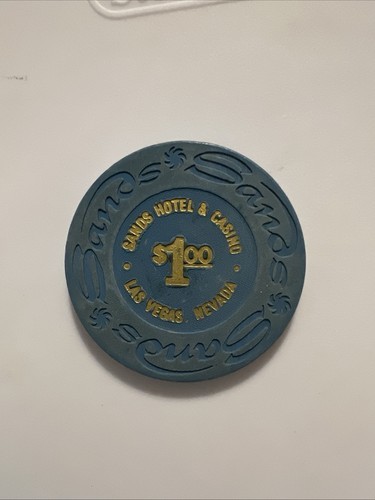 SANDS HOTEL & CASINO
$1.00
LAS VEGAS, NEVADA
Sands
Sands
Sands
Sands